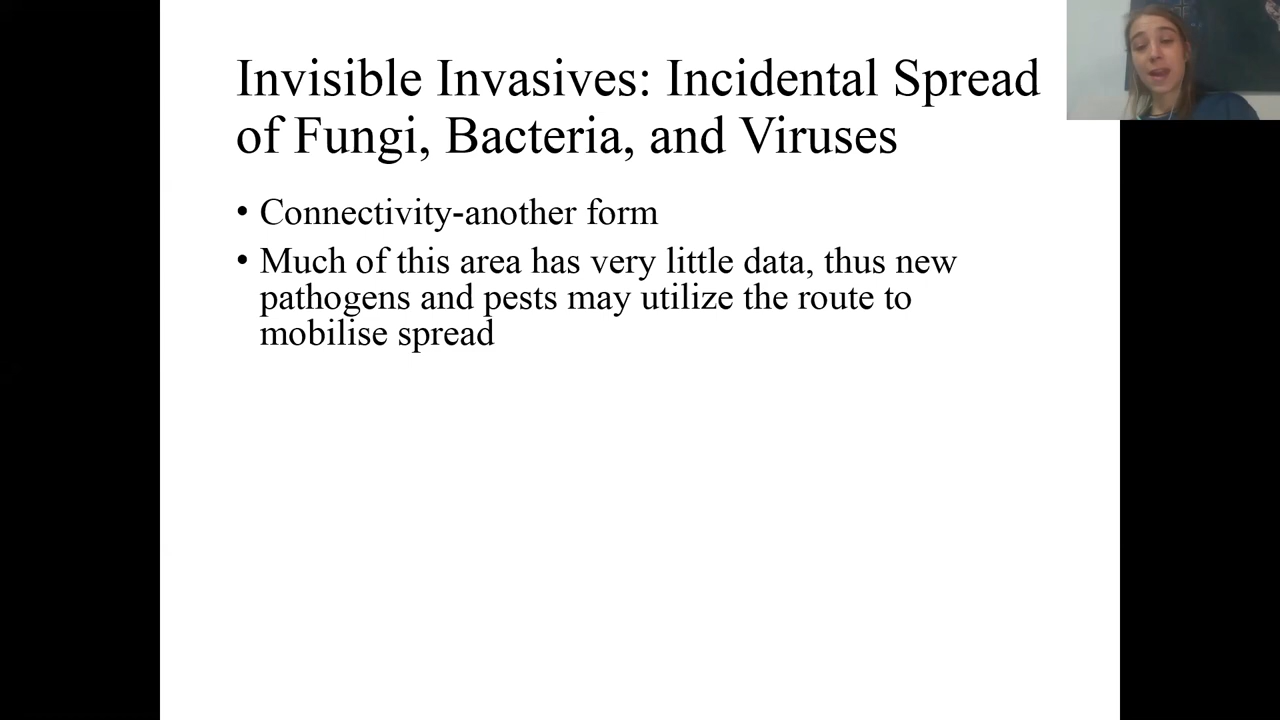 Invisible Invasives: Incidental Spread
of Fungi, Bacteria, and Viruses
• Connectivity-another form
• Much of this area has very little data, thus new
pathogens and pests may utilize the route to
mobilise spread